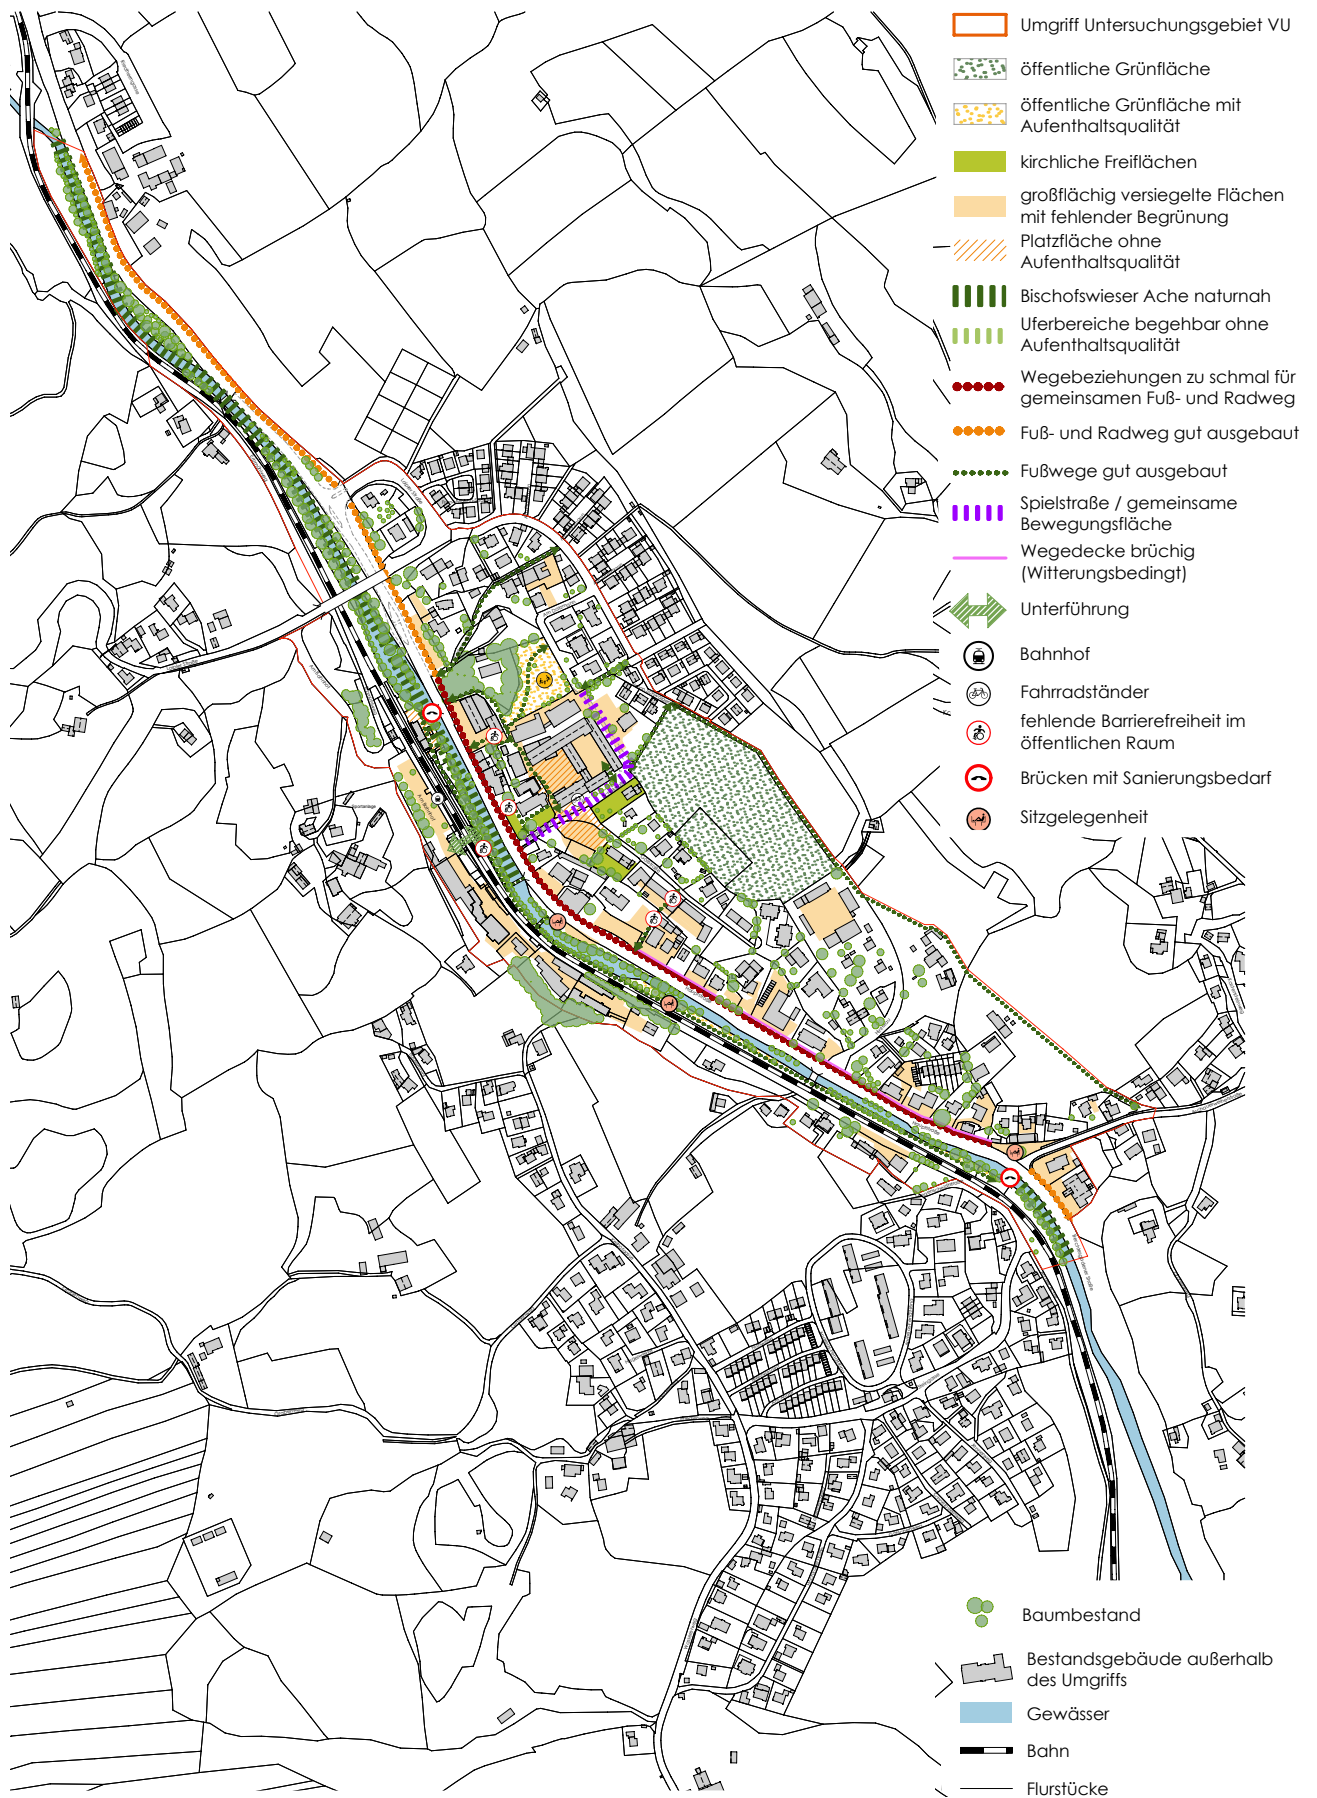 Umgriff Untersuchungsgebiet VU
öffentliche Grünfläche
öffentliche Grünfläche mit
Aufenthaltsqualität
kirchliche Freiflächen
großflächig versiegelte Flächen
mit fehlender Begrünung
Platzfläche ohne
Aufenthaltsqualität
Bischofswieser Ache naturnah
Uferbereiche begehbar ohne
Aufenthaltsqualität
Wegebeziehungen zu schmal für
gemeinsamen Fuß- und Radweg
Fuß- und Radweg gut ausgebaut
Fußwege gut ausgebaut
Spielstraße / gemeinsame
Bewegungsfläche
Wegedecke brüchig
(Witterungsbedingt)
Unterführung
Bahnhof
Fahrradständer
fehlende Barrierefreiheit im
öffentlichen Raum
Brücken mit Sanierungsbedarf
Sitzgelegenheit
Baumbestand
Bestandsgebäude außerhalb
des Umgriffs
Gewässer
Bahn
Flurstücke